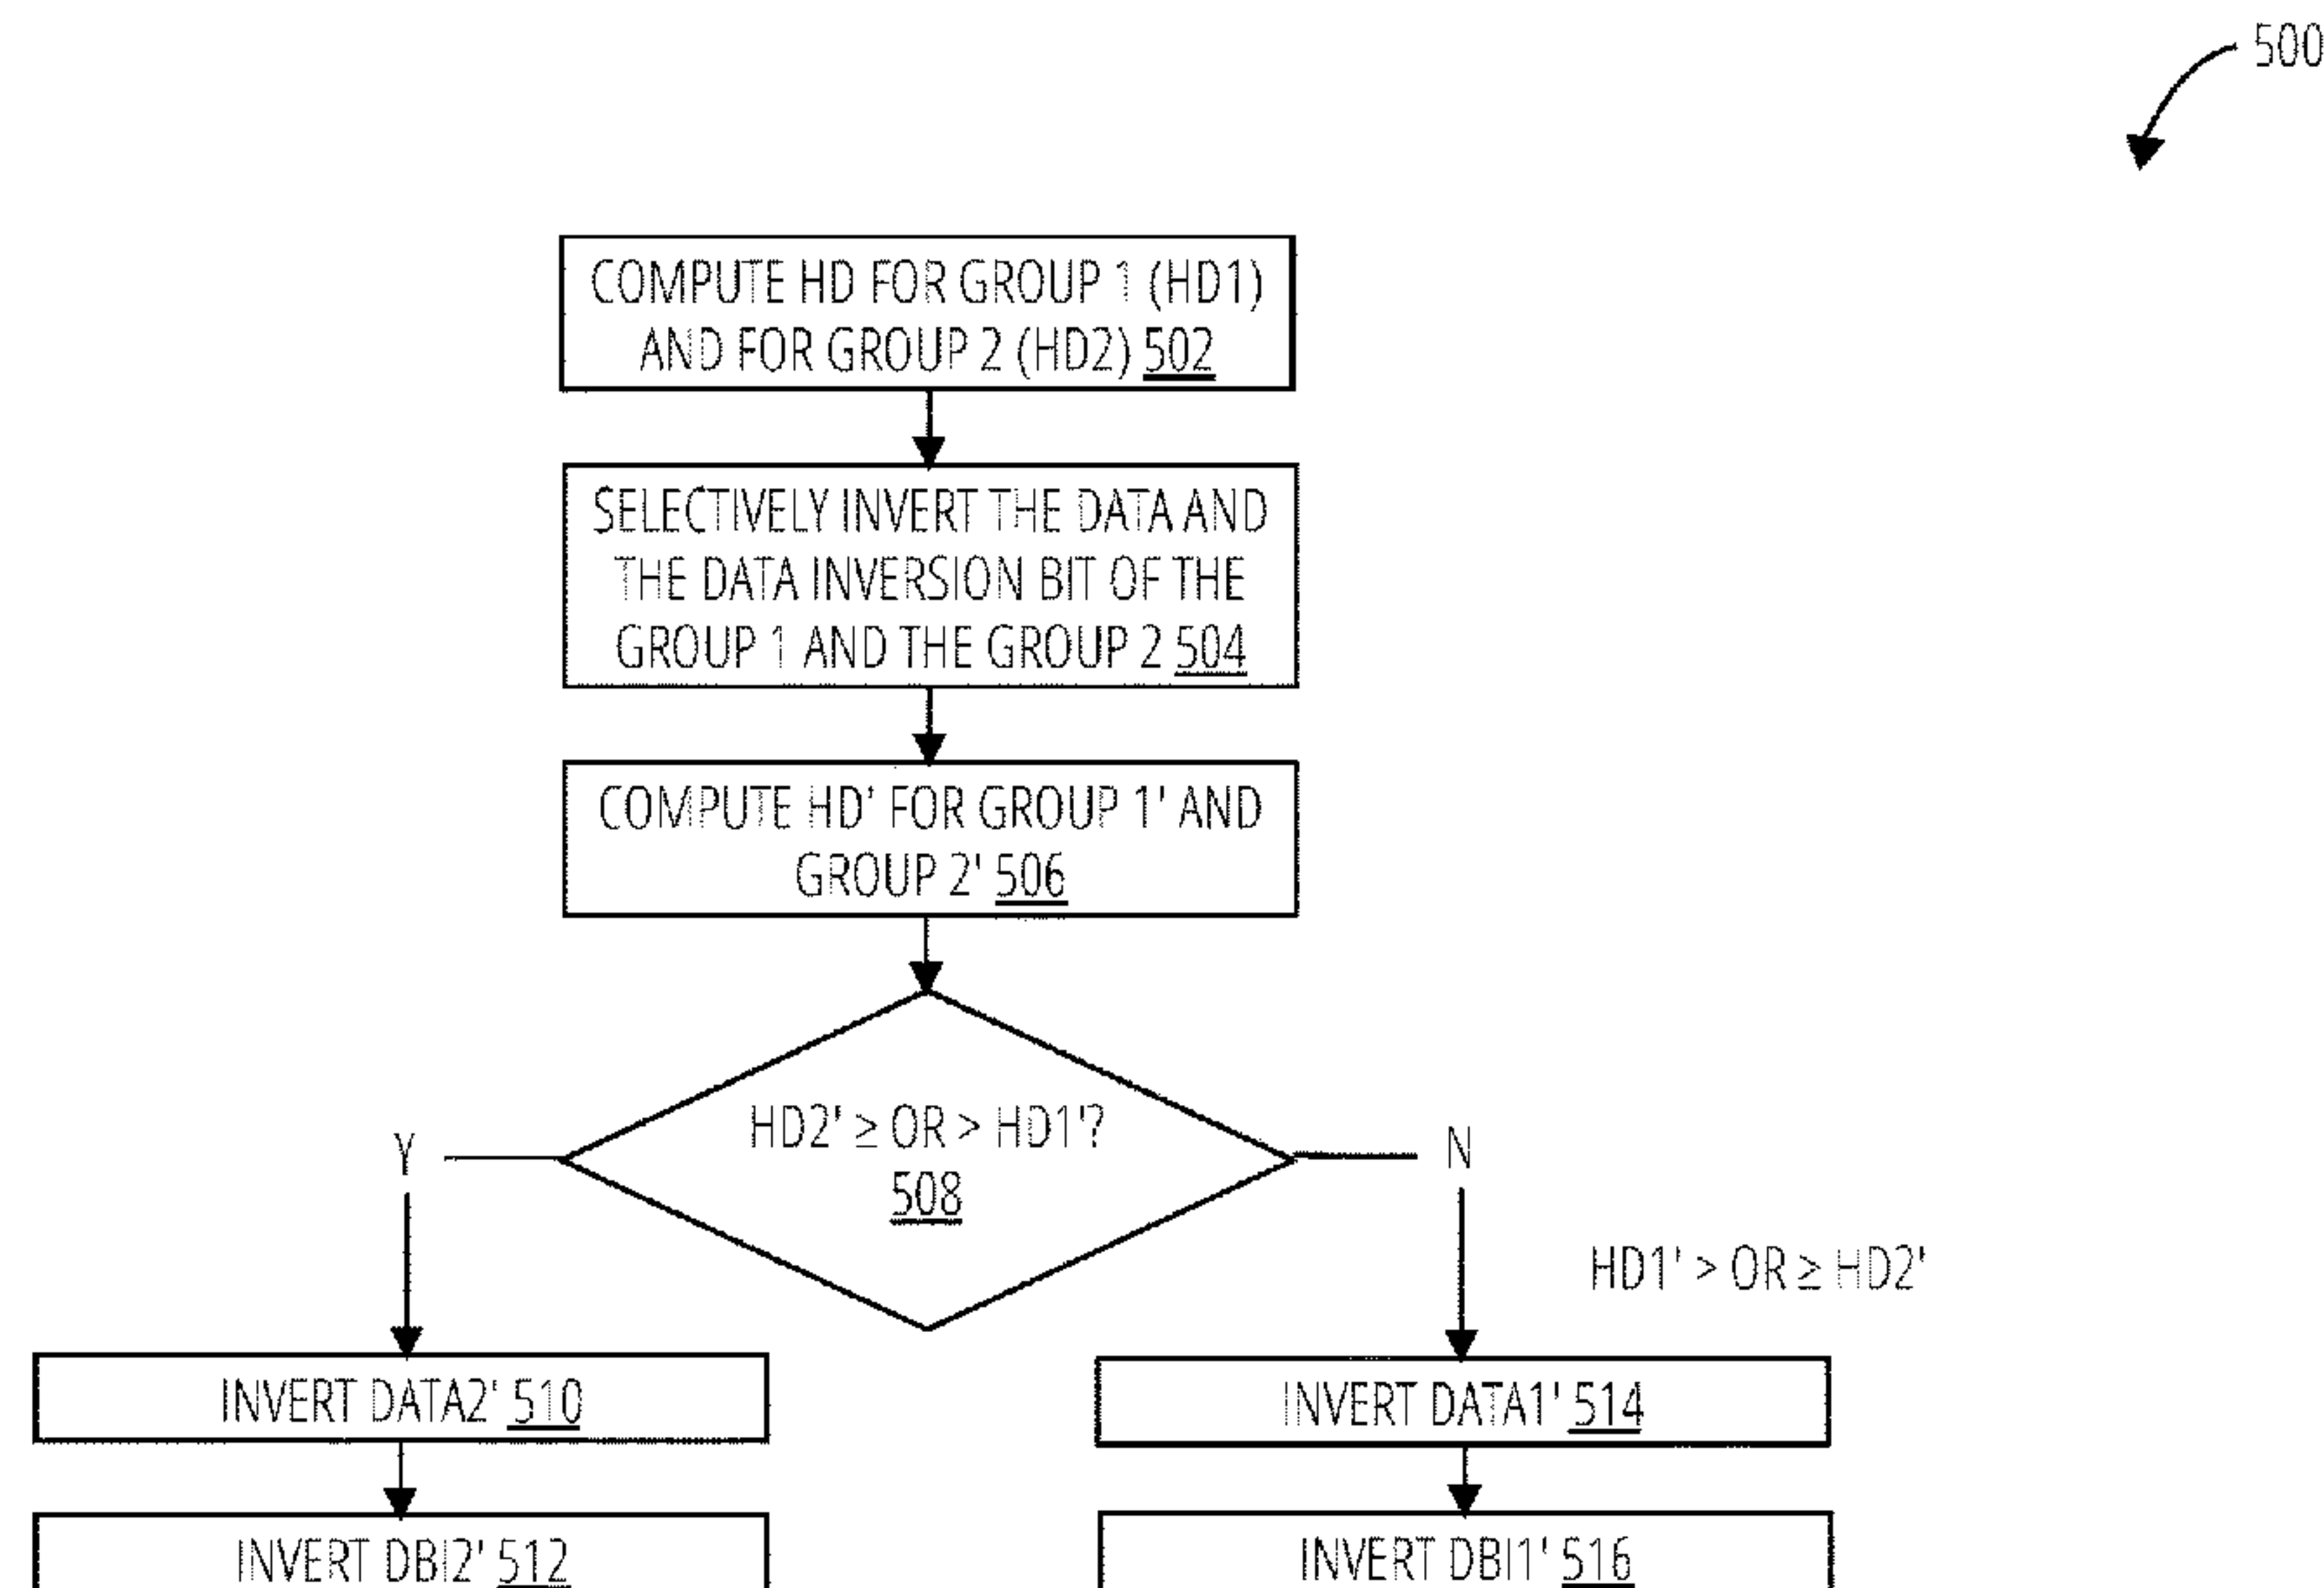 500
COMPUTE HD FOR GROUP 1 (HD1)
AND FOR GROUP 2 (HD2) 502
SELECTIVELY INVERT THE DATA AND
THE DATA INVERSION BIT OF THE
GROUP 1 AND THE GROUP 2 504
COMPUTE HD' FOR GROUP 1' AND
GROUP 2' 506
HD2' ≥ OR > HD1'?
508
Y
N
HD1' > OR ≥ HD2'
INVERT DATA2' 510
INVERT DATA1' 514
INVERT DBI2' 512
INVERT DBI1' 516